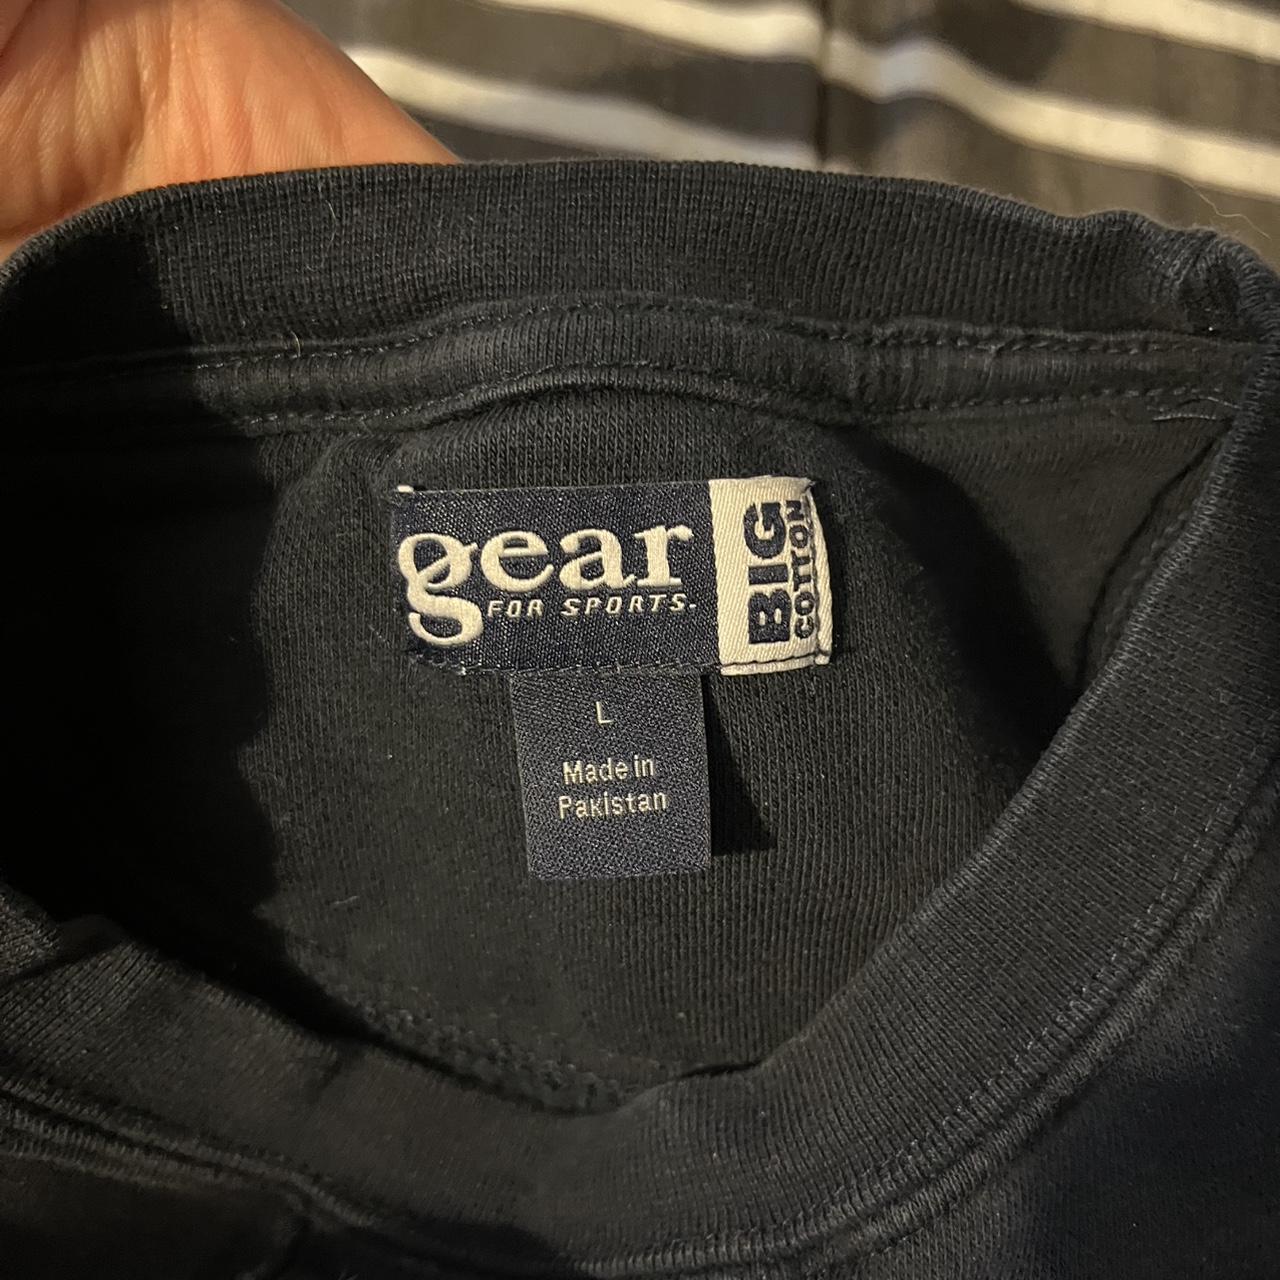 gear
FOR SPORTS.
BIG
COTTON
L
Made in
Pakistan